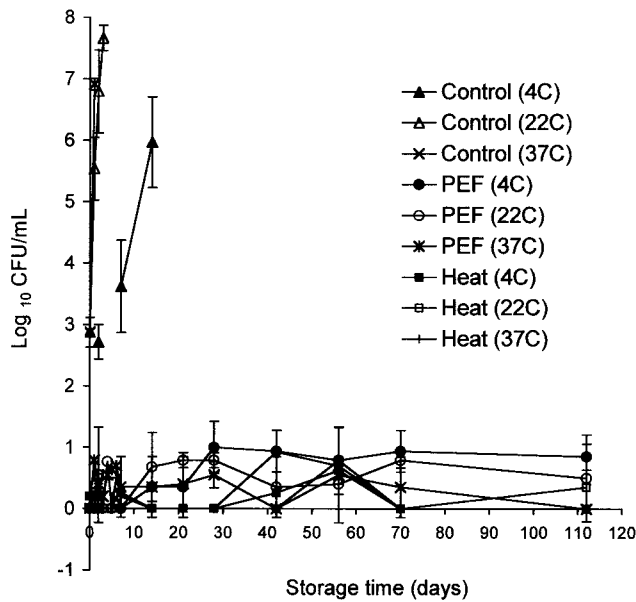 8
7
6
5
4
3
2
1
0
-1
Log 10 CFU/mL
Control (4C)
Control (22C)
Control (37C)
PEF (4C)
PEF (22C)
PEF (37C)
Heat (4C)
Heat (22C)
Heat (37C)
0 10 20 30 40 50 60 70 80 90 100 110 120
Storage time (days)